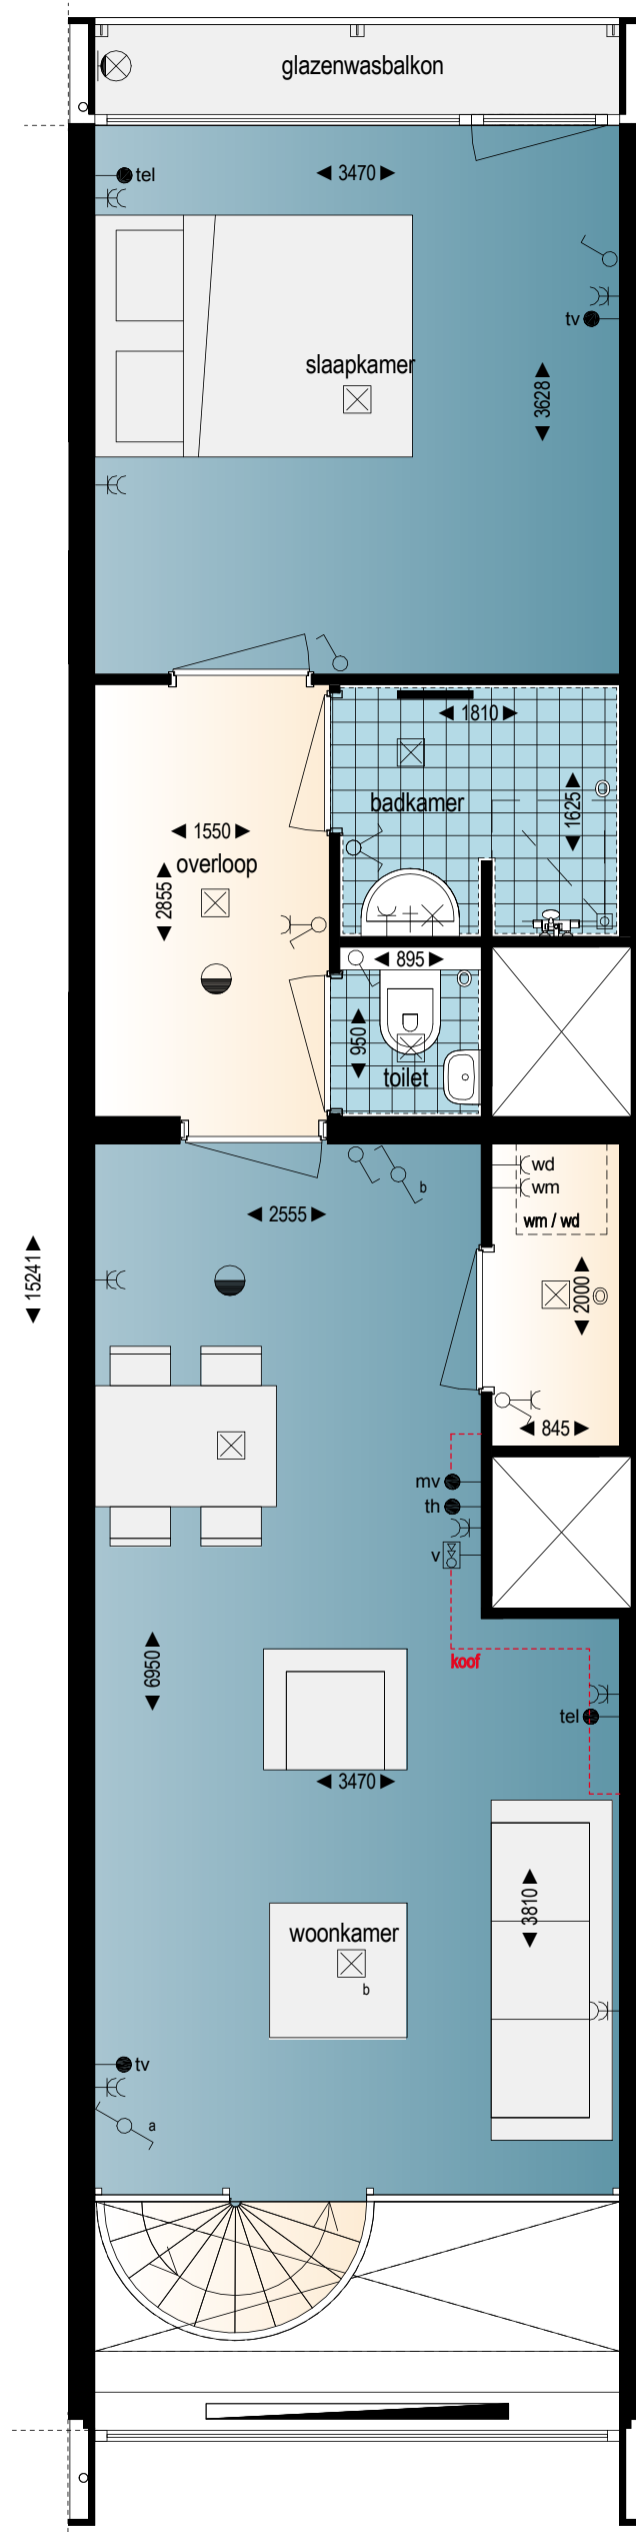 glazenwasbalkon
tel
3470
tv
slaapkamer
3628
1810
badkamer
1625
1550
overloop
2855
895
950
toilet
b
wd
wm
wm / wd
2555
15241
2000
845
mv
th
v
koof
6950
tel
3470
3810
woonkamer
b
tv
a